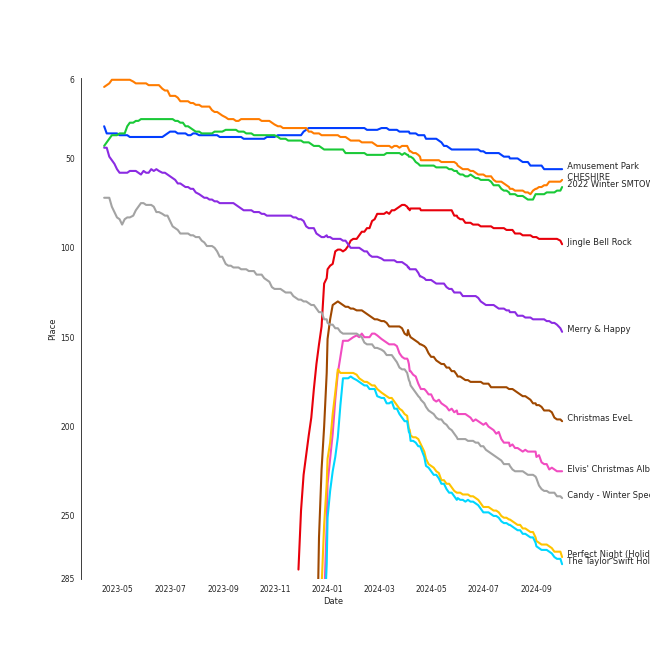 6
50
100
150
200
250
285
Place
2023-05
2023-07
2023-09
2023-11
2024-01
2024-03
2024-05
2024-07
2024-09
Date
Amusement Park
CHESHIRE
2022 Winter SMTOW
Jingle Bell Rock
Merry & Happy
Christmas EveL
Elvis' Christmas Alb
Candy - Winter Spec
Perfect Night (Holid
The Taylor Swift Hol